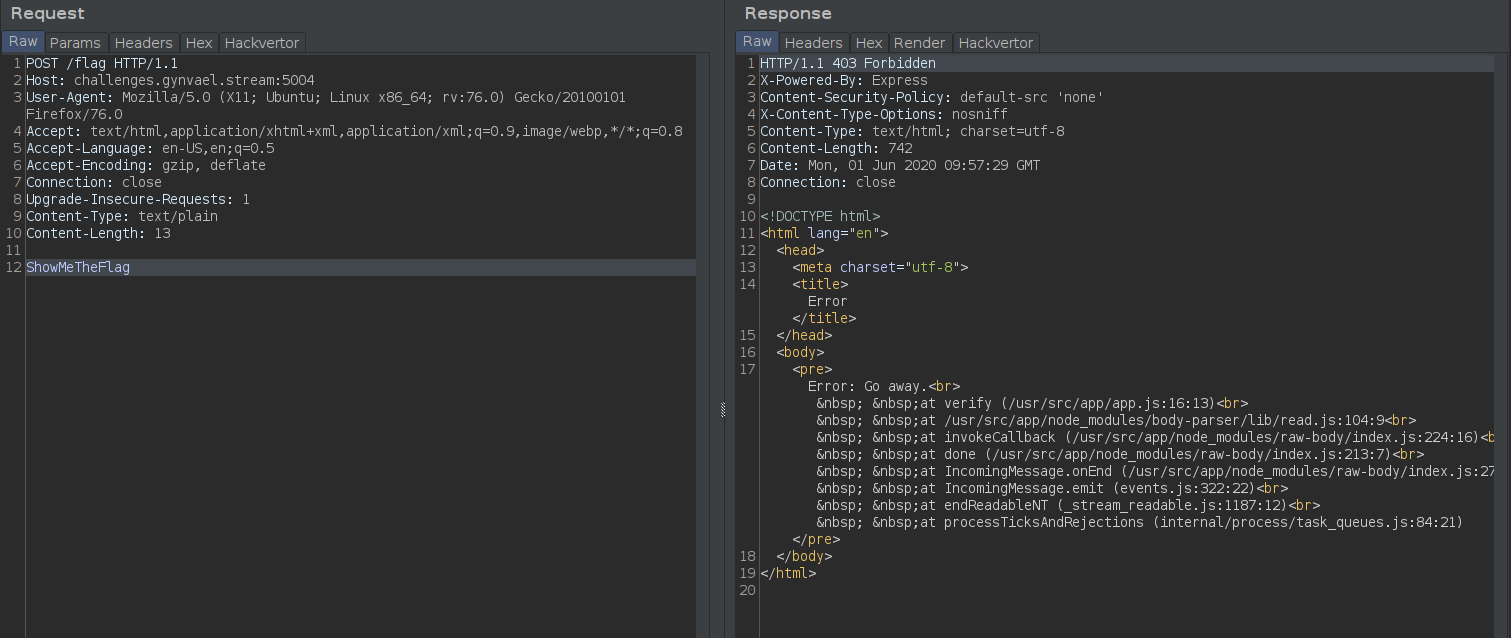 Request
Raw Params Headers Hex Hackvertor
1 POST /flag HTTP/1.1
2 Host: challenges.gynvael.stream:5004
3 User-Agent: Mozilla/5.0 (X11; Ubuntu; Linux x86_64; rv:76.0) Gecko/20100101
Firefox/76.0
4 Accept: text/html,application/xhtml+xml,application/xml;q=0.9,image/webp,*/*;q=0.8
5 Accept-Language: en-US,en;q=0.5
6 Accept-Encoding: gzip, deflate
7 Connection: close
8 Upgrade-Insecure-Requests: 1
9 Content-Type: text/plain
10 Content-Length: 13
11
12 ShowMeTheFlag
Response
Raw Headers Hex Render Hackvertor
1 HTTP/1.1 403 Forbidden
2 X-Powered-By: Express
3 Content-Security-Policy: default-src 'none'
4 X-Content-Type-Options: nosniff
5 Content-Type: text/html; charset=utf-8
6 Content-Length: 742
7 Date: Mon, 01 Jun 2020 09:57:29 GMT
8 Connection: close
9
10 <!DOCTYPE html>
11 <html lang="en">
12 <head>
13 <meta charset="utf-8">
14 <title>
Error
</title>
15 </head>
16 <body>
17 <pre>
Error: Go away.<br>
&nbsp; &nbsp;at verify (/usr/src/app/app.js:16:13)<br>
&nbsp; &nbsp;at /usr/src/app/node_modules/body-parser/lib/read.js:104:9<br>
&nbsp; &nbsp;at invokeCallback (/usr/src/app/node_modules/raw-body/index.js:224:16)<b
&nbsp; &nbsp;at done (/usr/src/app/node_modules/raw-body/index.js:213:7)<br>
&nbsp; &nbsp;at IncomingMessage.onEnd (/usr/src/app/node_modules/raw-body/index.js:27
&nbsp; &nbsp;at IncomingMessage.emit (events.js:322:22)<br>
&nbsp; &nbsp;at endReadableNT (_stream_readable.js:1187:12)<br>
&nbsp; &nbsp;at processTicksAndRejections (internal/process/task_queues.js:84:21)
</pre>
18 </body>
19 </html>
20